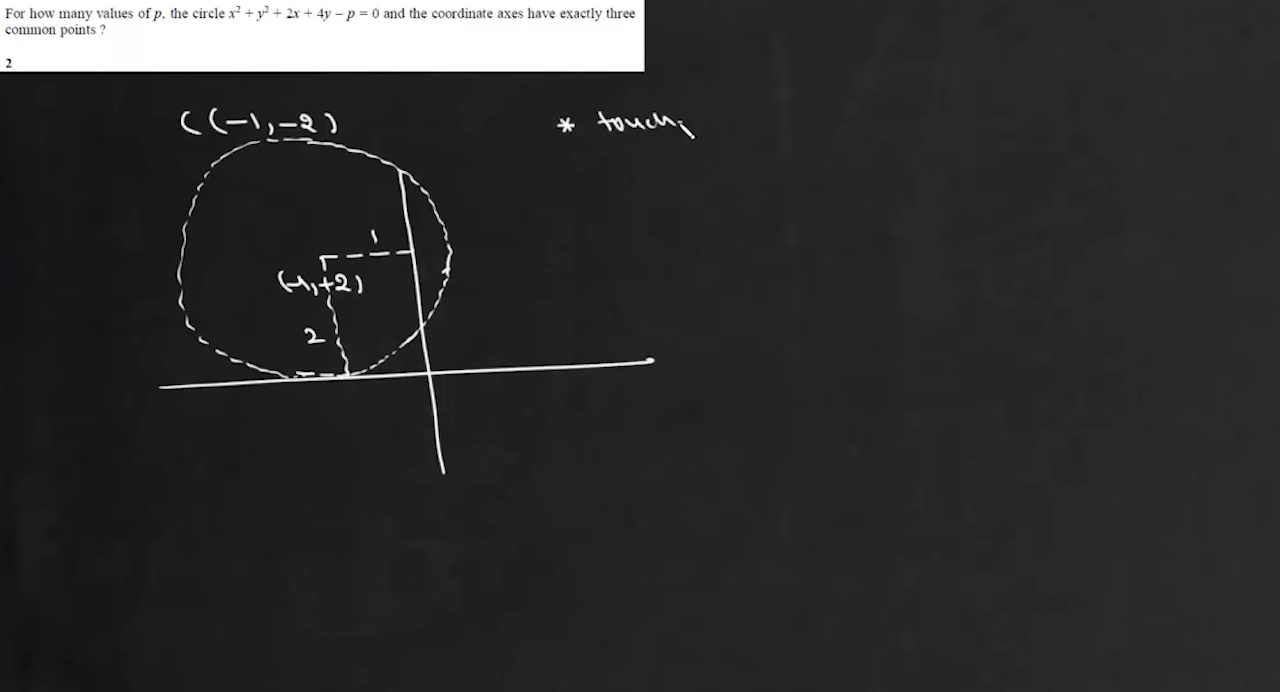 For how many values of p, the circle x² + y² + 2x + 4y – p = 0 and the coordinate axes have exactly three
common points ?
2
C(-1,-2)
* touch;
1
(-1,+2)
2